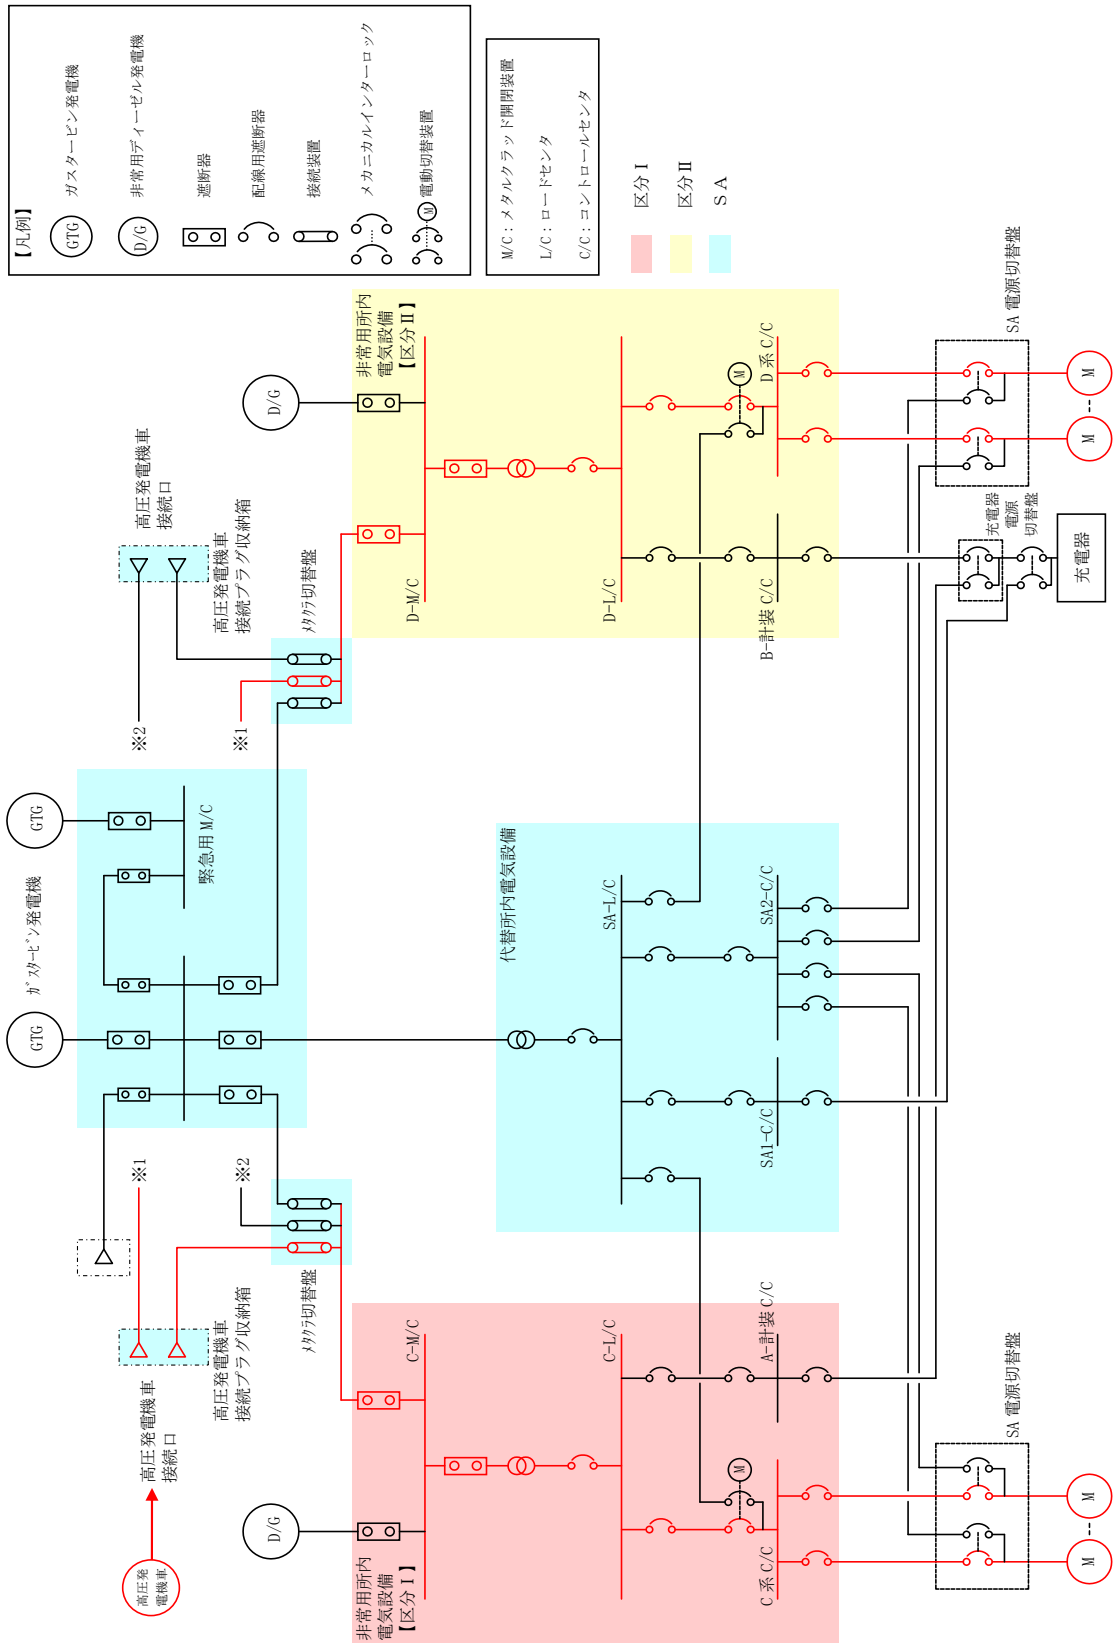 【凡例】
GTG
ガスタービン発電機
D/G
非常用ディーゼル発電機
遮断器
配線用遮断器
接続装置
メカニカルインターロック
M
電動切替装置
M/C : メタルクラッド開閉装置
L/C : ロードセンタ
C/C : コントロールセンタ
区分Ⅰ
区分Ⅱ
ＳＡ
高圧発
電機車
高圧発電機車
接続口
高圧発電機車
接続プラグ収納箱
※1
※2
ﾒﾀｸﾗ切替盤
GTG
ｶﾞｽﾀｰﾋﾞﾝ発電機
GTG
緊急用 M/C
※2
※1
高圧発電機車
接続口
高圧発電機車
接続プラグ収納箱
ﾒﾀｸﾗ切替盤
D/G
D/G
非常用所内
電気設備
【区分Ⅰ】
C-M/C
C-L/C
C 系 C/C
M
A-計装 C/C
代替所内電気設備
SA-L/C
SA1-C/C
SA2-C/C
非常用所内
電気設備
【区分Ⅱ】
D-M/C
D-L/C
B-計装 C/C
M
D 系 C/C
SA 電源切替盤
M
M
充電器
電源
切替盤
充電器
SA 電源切替盤
M
M